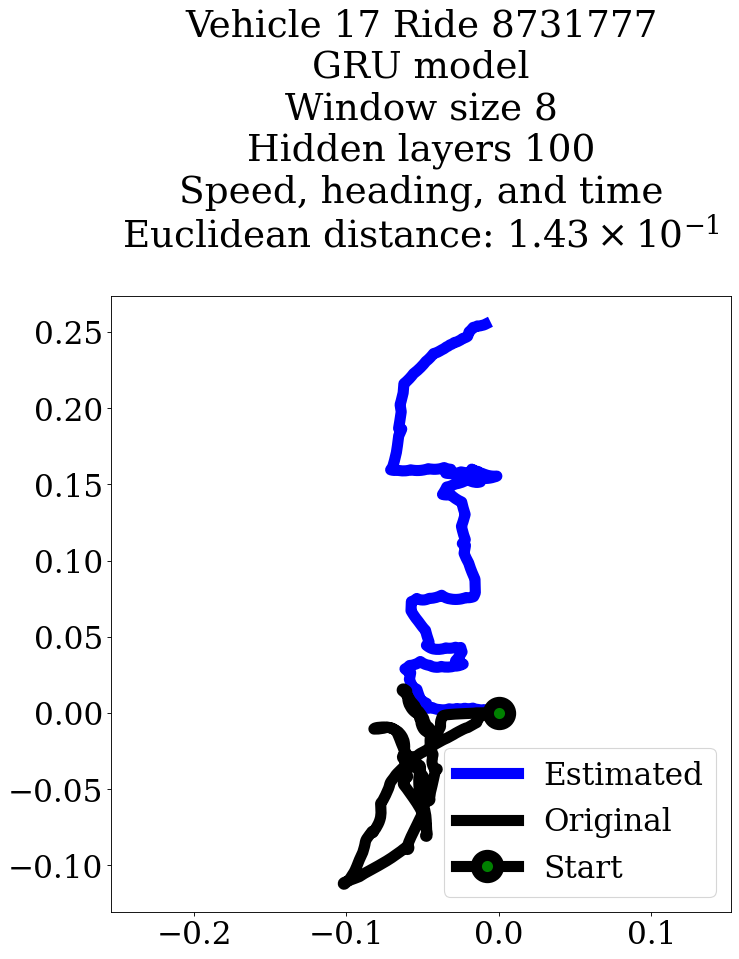 Vehicle 17 Ride 8731777
GRU model
Window size 8
Hidden layers 100
Speed, heading, and time
Euclidean distance: 1.43 × 10⁻¹
0.25
0.20
0.15
0.10
0.05
0.00
−0.05
−0.10
Estimated
Original
Start
−0.2
−0.1
0.0
0.1